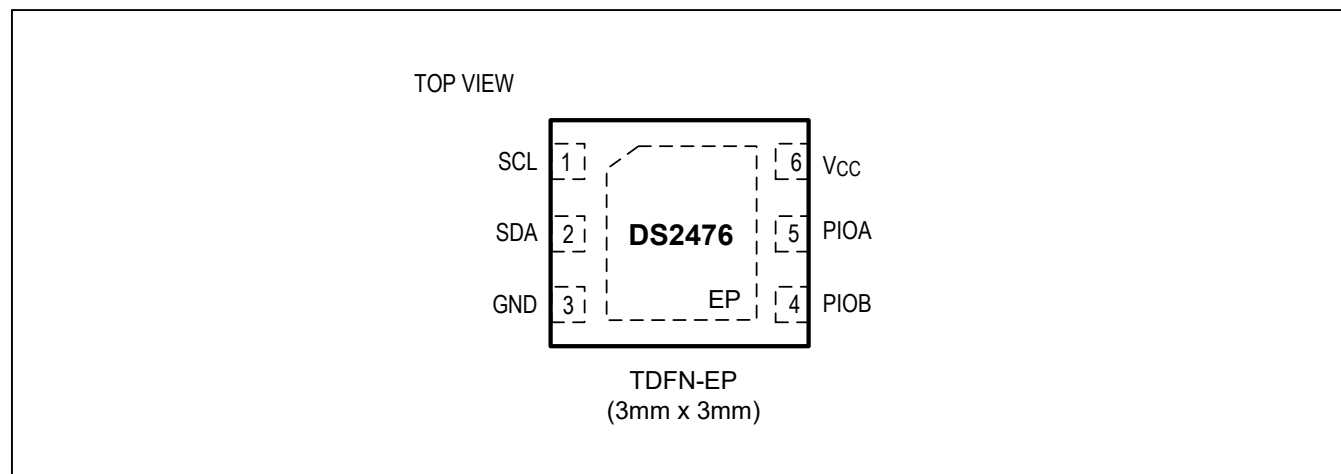 TOP VIEW
SCL 1
SDA 2
GND 3
DS2476
EP
6 VCC
5 PIOA
4 PIOB
TDFN-EP
(3mm x 3mm)